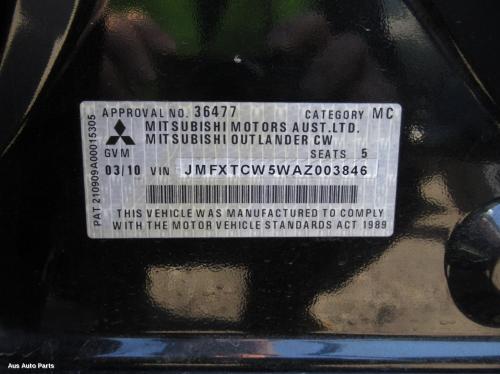 APPROVAL NO. 36477 CATEGORY MC
MITSUBISHI MOTORS AUST.LTD.
MITSUBISHI OUTLANDER CW
GVM SEATS 5
03/10 VIN JMFXTCW5WAZ003846
THIS VEHICLE WAS MANUFACTURED TO COMPLY
WITH THE MOTOR VEHICLE STANDARDS ACT 1989
PAT 210909A00015305
Aus Auto Parts